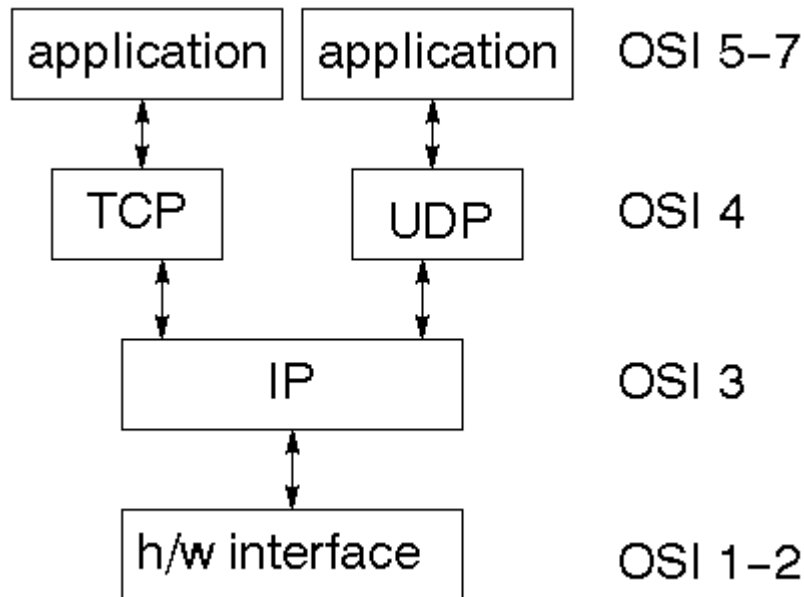 application application OSI 5-7
TCP UDP OSI 4
IP OSI 3
h/w interface OSI 1-2